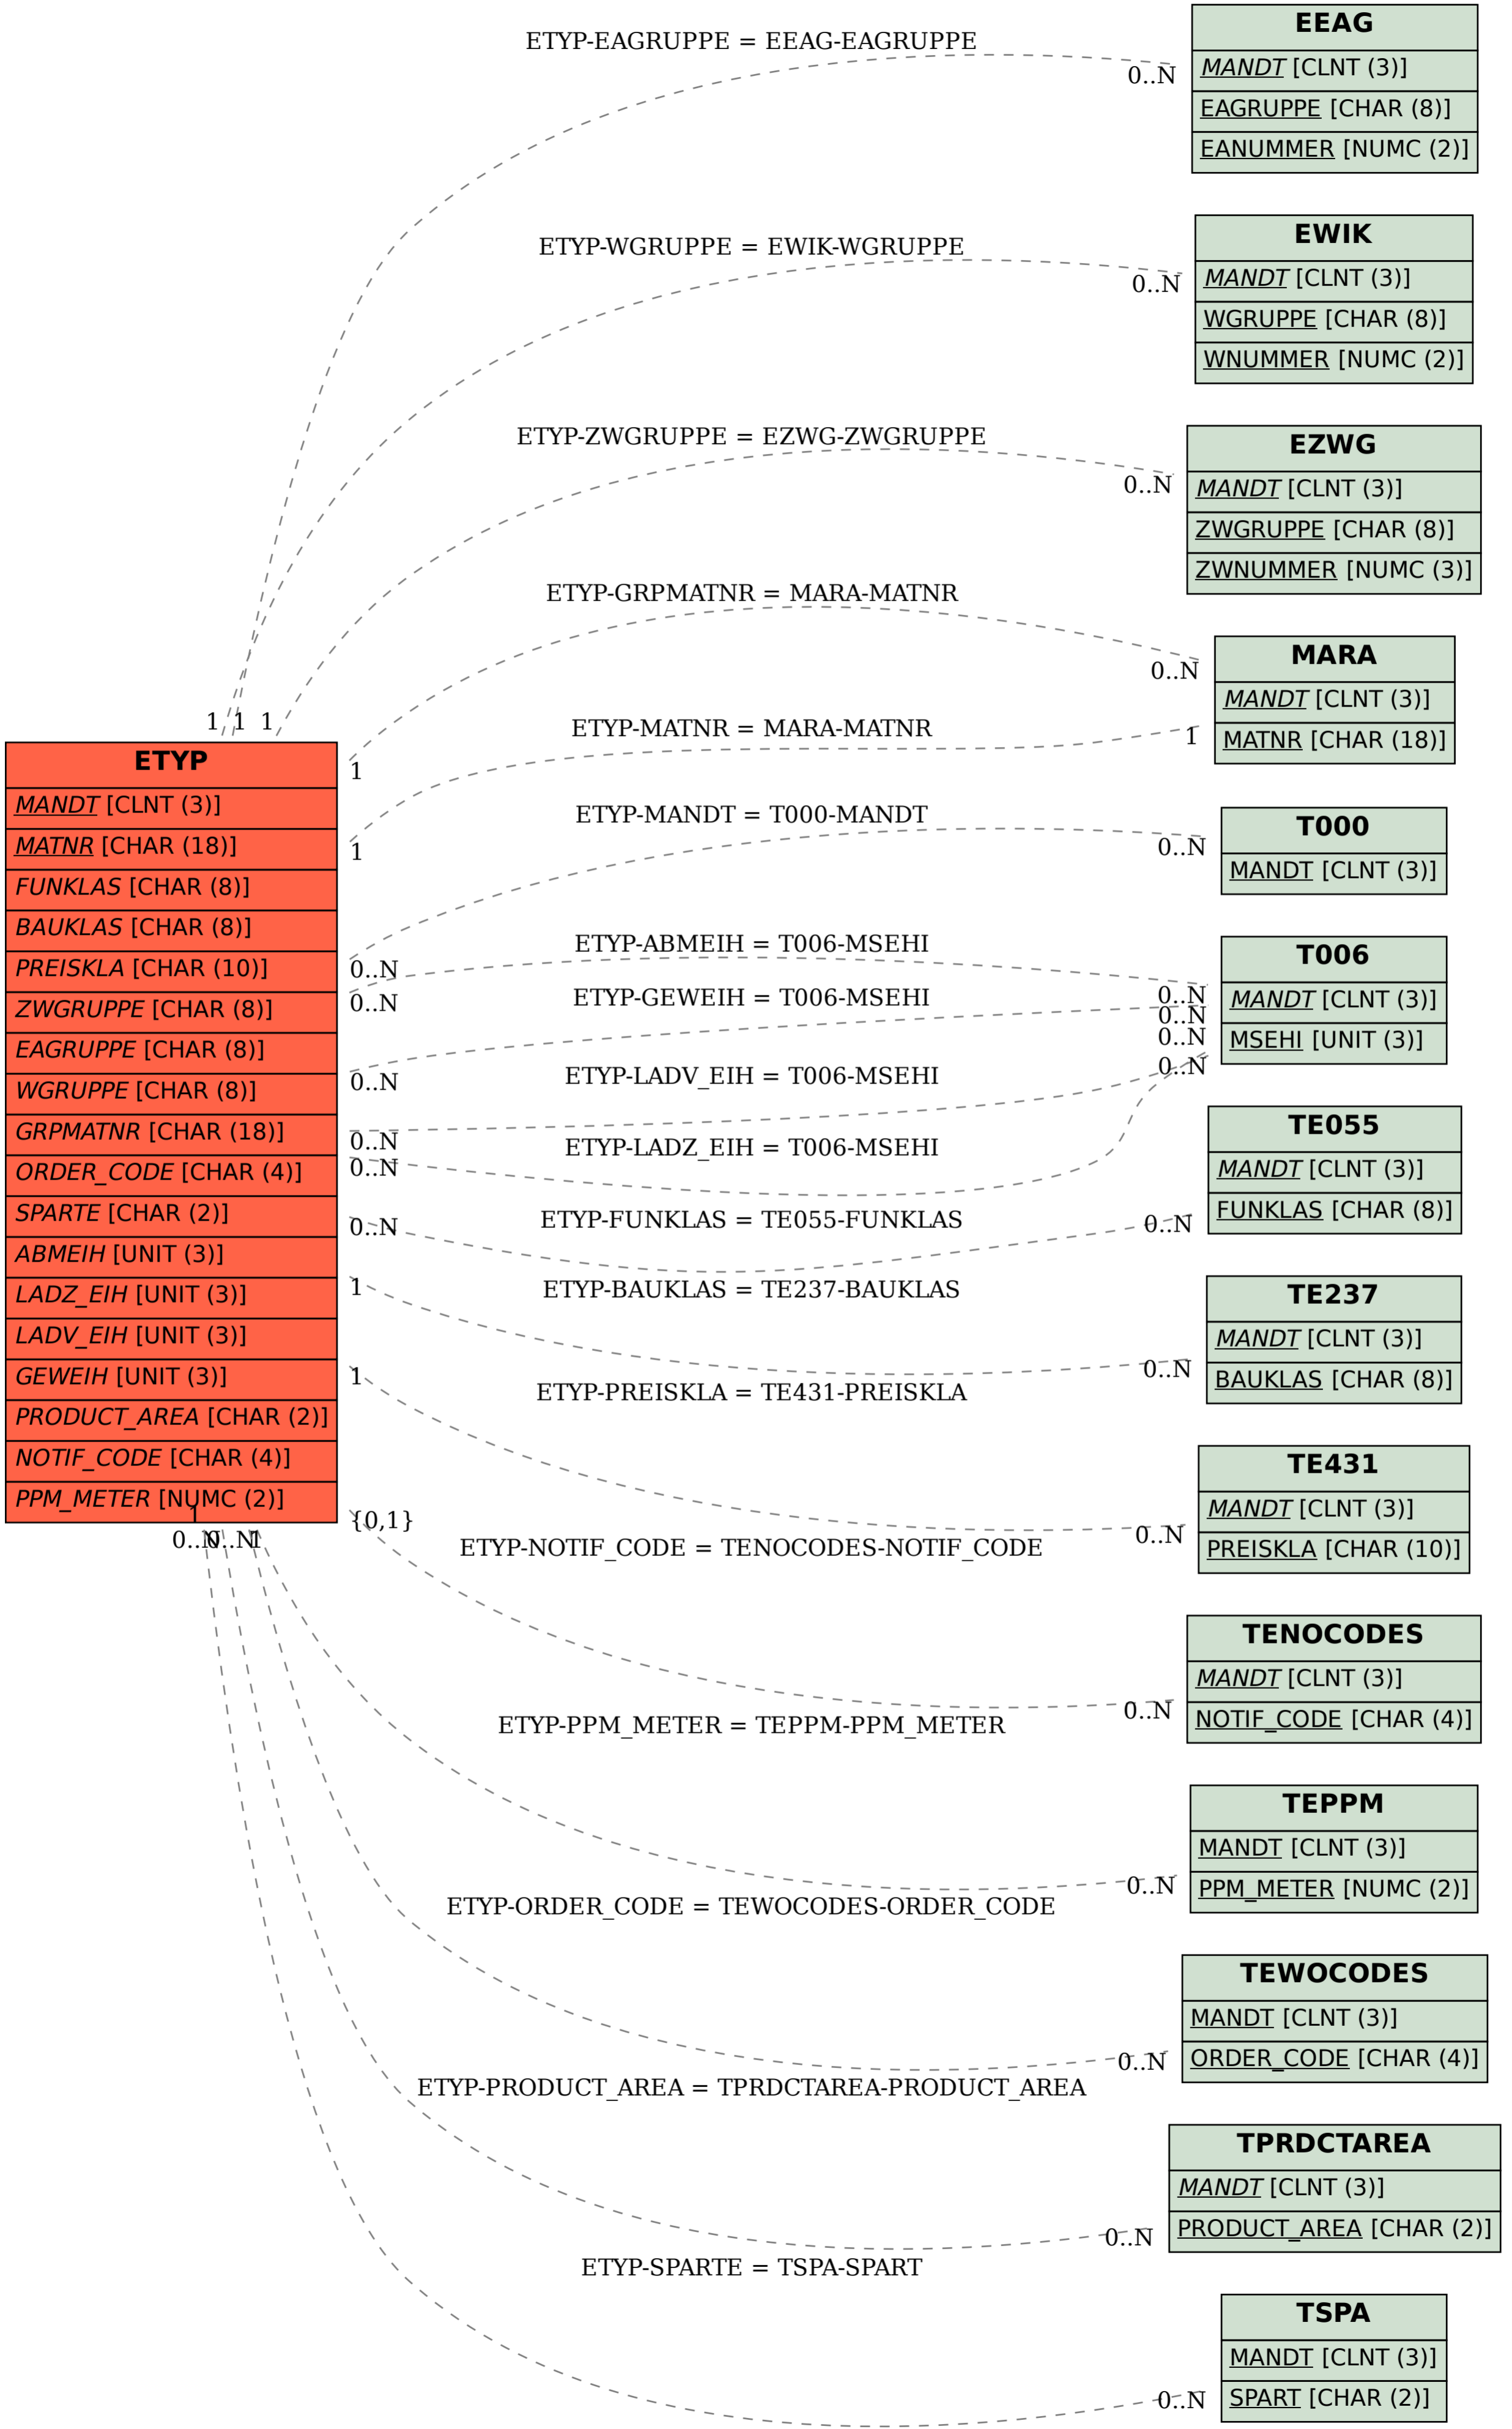 EEAG
MANDT [CLNT (3)]
EAGRUPPE [CHAR (8)]
EANUMMER [NUMC (2)]
ETYP-EAGRUPPE = EEAG-EAGRUPPE
0..N
EWIK
MANDT [CLNT (3)]
WGRUPPE [CHAR (8)]
WNUMMER [NUMC (2)]
ETYP-WGRUPPE = EWIK-WGRUPPE
0..N
EZWG
MANDT [CLNT (3)]
ZWGRUPPE [CHAR (8)]
ZWNUMMER [NUMC (3)]
ETYP-ZWGRUPPE = EZWG-ZWGRUPPE
0..N
ETYP-GRPMATNR = MARA-MATNR
0..N
MARA
MANDT [CLNT (3)]
MATNR [CHAR (18)]
ETYP-MATNR = MARA-MATNR
1
1 1 1
ETYP
MANDT [CLNT (3)]
MATNR [CHAR (18)]
FUNKLAS [CHAR (8)]
BAUKLAS [CHAR (8)]
PREISKLA [CHAR (10)]
ZWGRUPPE [CHAR (8)]
EAGRUPPE [CHAR (8)]
WGRUPPE [CHAR (8)]
GRPMATNR [CHAR (18)]
ORDER_CODE [CHAR (4)]
SPARTE [CHAR (2)]
ABMEIH [UNIT (3)]
LADZ_EIH [UNIT (3)]
LADV_EIH [UNIT (3)]
GEWEIH [UNIT (3)]
PRODUCT_AREA [CHAR (2)]
NOTIF_CODE [CHAR (4)]
PPM_METER [NUMC (2)]
1
0..N
0..N
1
1
1
0..N
0..N
0..N
0..N
0..N
0..N
1
1
{0,1}
ETYP-MANDT = T000-MANDT
0..N
T000
MANDT [CLNT (3)]
ETYP-ABMEIH = T006-MSEHI
ETYP-GEWEIH = T006-MSEHI
ETYP-LADV_EIH = T006-MSEHI
ETYP-LADZ_EIH = T006-MSEHI
0..N
0..N
0..N
0..N
T006
MANDT [CLNT (3)]
MSEHI [UNIT (3)]
ETYP-FUNKLAS = TE055-FUNKLAS
0..N
TE055
MANDT [CLNT (3)]
FUNKLAS [CHAR (8)]
ETYP-BAUKLAS = TE237-BAUKLAS
0..N
TE237
MANDT [CLNT (3)]
BAUKLAS [CHAR (8)]
ETYP-PREISKLA = TE431-PREISKLA
0..N
TE431
MANDT [CLNT (3)]
PREISKLA [CHAR (10)]
ETYP-NOTIF_CODE = TENOCODES-NOTIF_CODE
0..N
TENOCODES
MANDT [CLNT (3)]
NOTIF_CODE [CHAR (4)]
ETYP-PPM_METER = TEPPM-PPM_METER
0..N
TEPPM
MANDT [CLNT (3)]
PPM_METER [NUMC (2)]
ETYP-ORDER_CODE = TEWOCODES-ORDER_CODE
0..N
TEWOCODES
MANDT [CLNT (3)]
ORDER_CODE [CHAR (4)]
ETYP-PRODUCT_AREA = TPRDCTAREA-PRODUCT_AREA
0..N
TPRDCTAREA
MANDT [CLNT (3)]
PRODUCT_AREA [CHAR (2)]
ETYP-SPARTE = TSPA-SPART
0..N
TSPA
MANDT [CLNT (3)]
SPART [CHAR (2)]